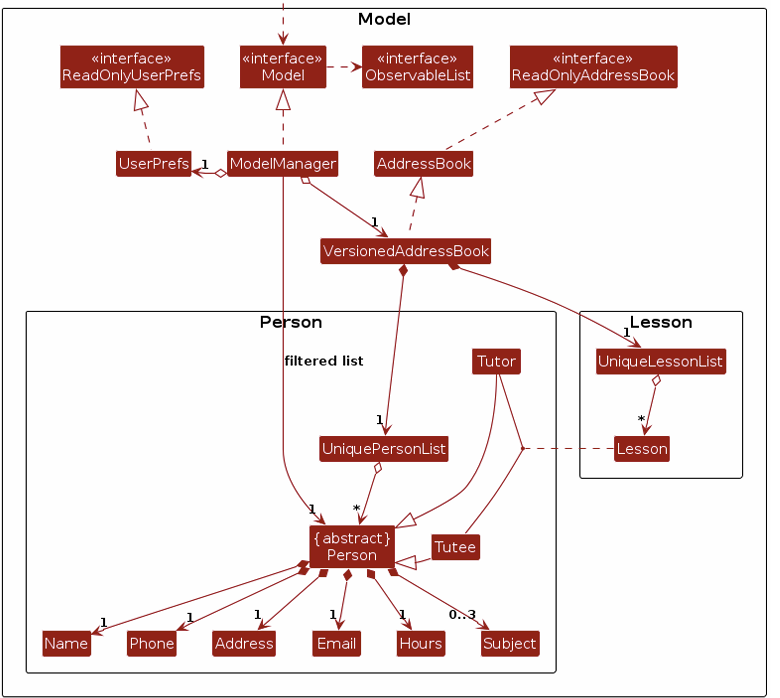 Model
«interface»
ReadOnlyUserPrefs
«interface»
Model
«interface»
ObservableList
«interface»
ReadOnlyAddressBook
UserPrefs
1
ModelManager
AddressBook
1
VersionedAddressBook
Person
Lesson
1
filtered list
Tutor
UniqueLessonList
1
*
UniquePersonList
Lesson
1
*
{abstract}
Person
Tutee
1
1
1
1
1
0..3
Name
Phone
Address
Email
Hours
Subject